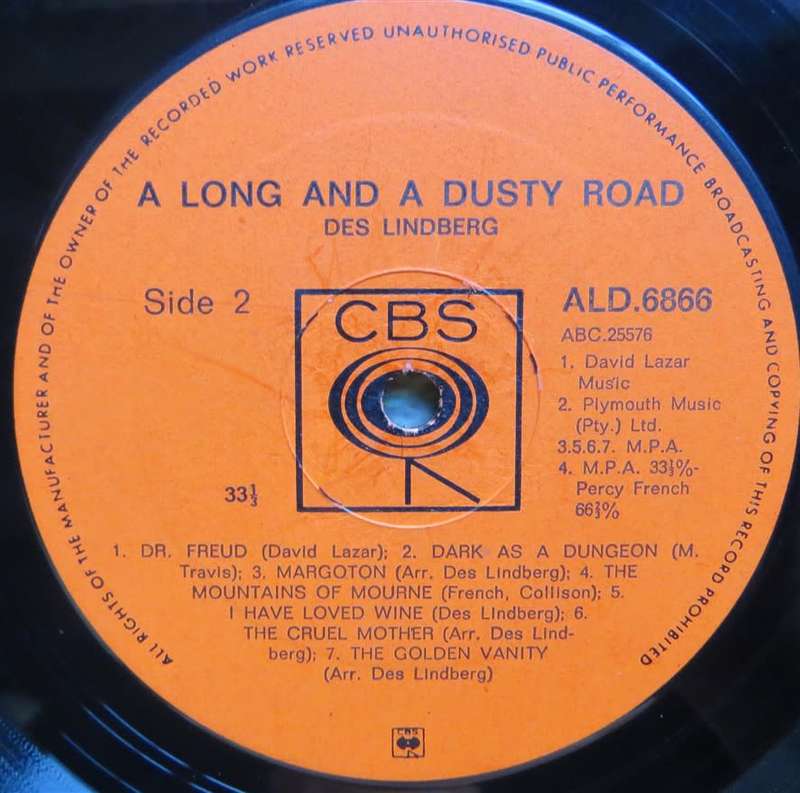 ALL RIGHTS OF THE MANUFACTURER AND OF THE OWNER OF THE RECORDED WORK RESERVED UNAUTHORISED PUBLIC PERFORMANCE BROADCASTING AND COPYING OF THIS RECORD PROHIBITED
A LONG AND A DUSTY ROAD
DES LINDBERG
Side 2
CBS
ALD.6866
ABC.25576
1. David Lazar
Music
2. Plymouth Music
(Pty.) Ltd.
3.5.6.7. M.P.A.
4. M.P.A. 33⅓%-
Percy French
66⅔%
33⅓
1. DR. FREUD (David Lazar); 2. DARK AS A DUNGEON (M.
Travis); 3. MARGOTON (Arr. Des Lindberg); 4. THE
MOUNTAINS OF MOURNE (French, Collison); 5.
I HAVE LOVED WINE (Des Lindberg); 6.
THE CRUEL MOTHER (Arr. Des Lind-
berg); 7. THE GOLDEN VANITY
(Arr. Des Lindberg)
CBS